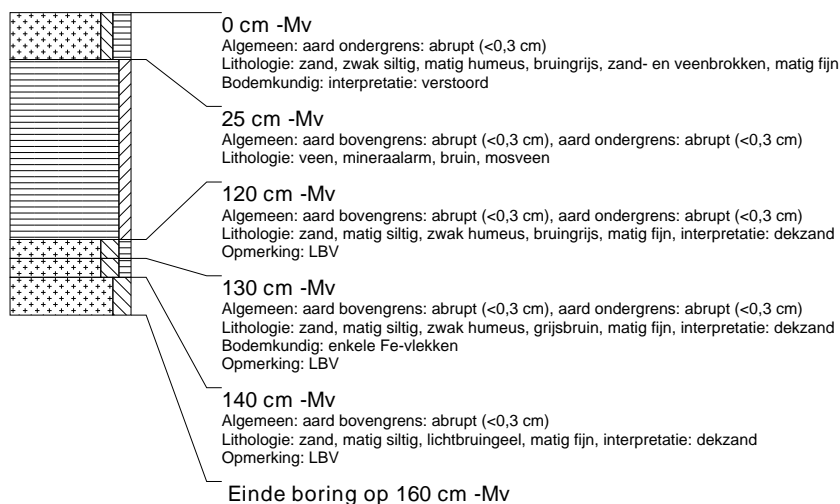 0 cm -Mv
Algemeen: aard ondergrens: abrupt (<0,3 cm)
Lithologie: zand, zwak siltig, matig humeus, bruingrijs, zand- en veenbrokken, matig fijn
Bodemkundig: interpretatie: verstoord
25 cm -Mv
Algemeen: aard bovengrens: abrupt (<0,3 cm), aard ondergrens: abrupt (<0,3 cm)
Lithologie: veen, mineraalarm, bruin, mosveen
120 cm -Mv
Algemeen: aard bovengrens: abrupt (<0,3 cm), aard ondergrens: abrupt (<0,3 cm)
Lithologie: zand, matig siltig, zwak humeus, bruingrijs, matig fijn, interpretatie: dekzand
Opmerking: LBV
130 cm -Mv
Algemeen: aard bovengrens: abrupt (<0,3 cm), aard ondergrens: abrupt (<0,3 cm)
Lithologie: zand, matig siltig, zwak humeus, grijsbruin, matig fijn, interpretatie: dekzand
Bodemkundig: enkele Fe-vlekken
Opmerking: LBV
140 cm -Mv
Algemeen: aard bovengrens: abrupt (<0,3 cm)
Lithologie: zand, matig siltig, lichtbruingeel, matig fijn, interpretatie: dekzand
Opmerking: LBV
Einde boring op 160 cm -Mv